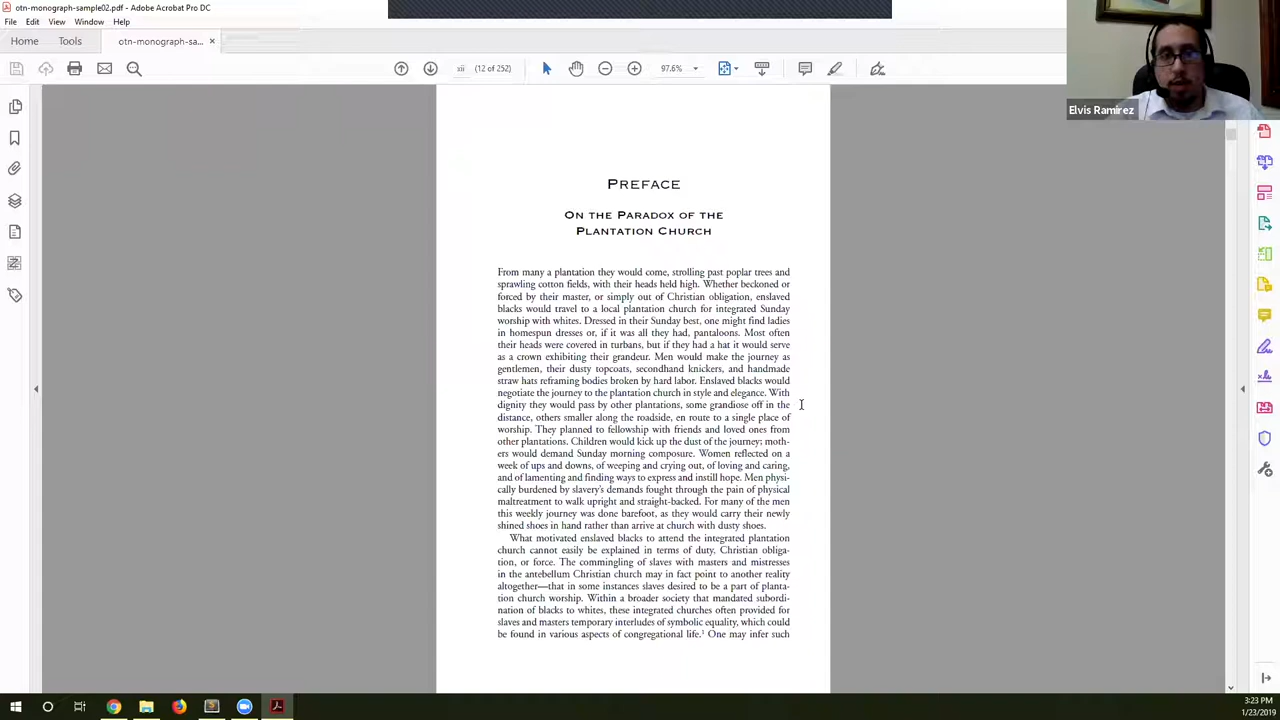 otn-monograph-sample02.pdf - Adobe Acrobat Pro DC
File Edit View Window Help
Home Tools otn-monograph-sa... ×
xii (12 of 252) 97.6%
Elvis Ramirez
PREFACE
ON THE PARADOX OF THE
PLANTATION CHURCH
From many a plantation they would come, strolling past poplar trees and
sprawling cotton fields, with their heads held high. Whether beckoned or
forced by their master, or simply out of Christian obligation, enslaved
blacks would travel to a local plantation church for integrated Sunday
worship with whites. Dressed in their Sunday best, one might find ladies
in homespun dresses or, if it was all they had, pantaloons. Most often
their heads were covered in turbans, but if they had a hat it would serve
as a crown exhibiting their grandeur. Men would make the journey as
gentlemen, their dusty topcoats, secondhand knickers, and handmade
straw hats reframing bodies broken by hard labor. Enslaved blacks would
negotiate the journey to the plantation church in style and elegance. With
dignity they would pass by other plantations, some grandiose off in the
distance, others smaller along the roadside, en route to a single place of
worship. They planned to fellowship with friends and loved ones from
other plantations. Children would kick up the dust of the journey; moth-
ers would demand Sunday morning composure. Women reflected on a
week of ups and downs, of weeping and crying out, of loving and caring,
and of lamenting and finding ways to express and instill hope. Men physi-
cally burdened by slavery's demands fought through the pain of physical
maltreatment to walk upright and straight-backed. For many of the men
this weekly journey was done barefoot, as they would carry their newly
shined shoes in hand rather than arrive at church with dusty shoes.
What motivated enslaved blacks to attend the integrated plantation
church cannot easily be explained in terms of duty, Christian obliga-
tion, or force. The commingling of slaves with masters and mistresses
in the antebellum Christian church may in fact point to another reality
altogether—that in some instances slaves desired to be a part of planta-
tion church worship. Within a broader society that mandated subordi-
nation of blacks to whites, these integrated churches often provided for
slaves and masters temporary interludes of symbolic equality, which could
be found in various aspects of congregational life.¹ One may infer such
3:23 PM
1/23/2019